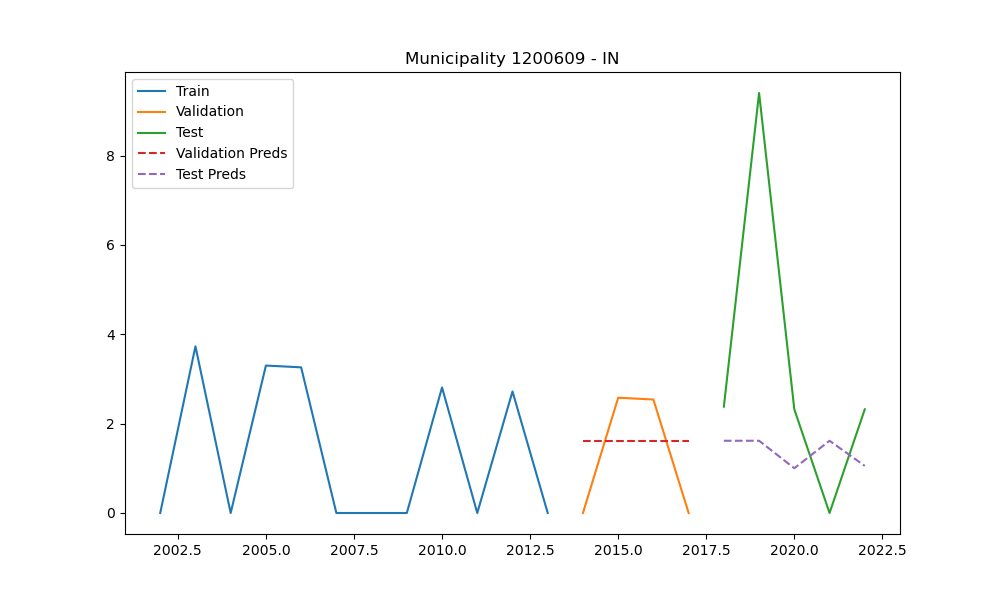 Municipality 1200609 - IN
Train
Validation
Test
Validation Preds
Test Preds
8
6
4
2
0
2002.5 2005.0 2007.5 2010.0 2012.5 2015.0 2017.5 2020.0 2022.5